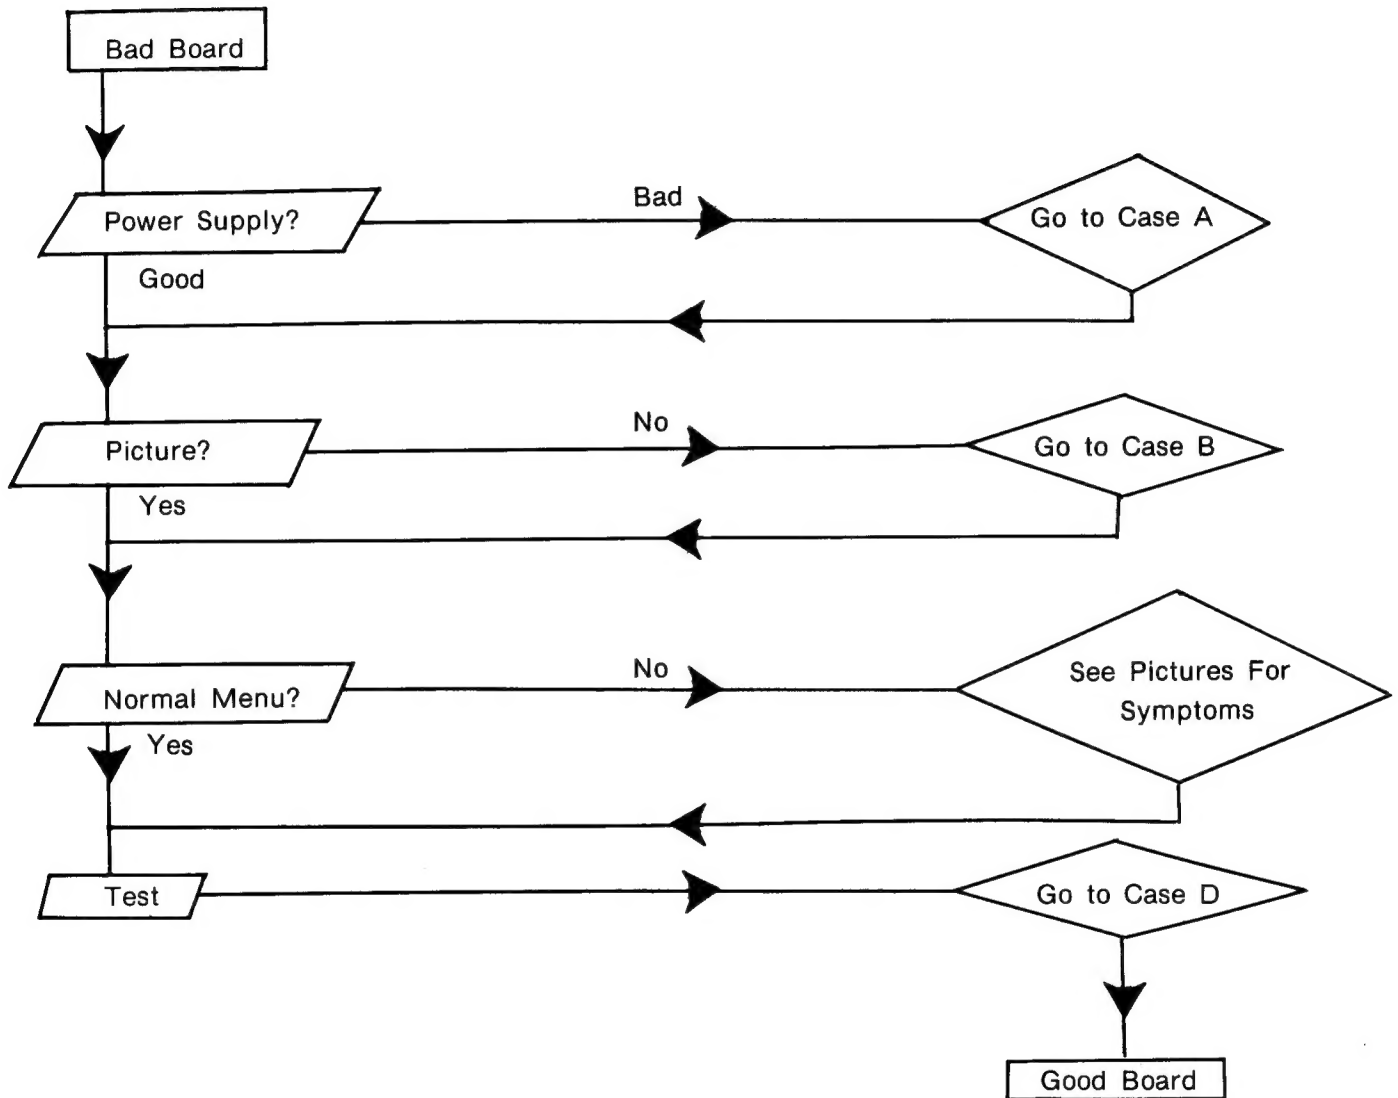 Bad Board
Power Supply?
Bad
Go to Case A
Good
Picture?
No
Go to Case B
Yes
Normal Menu?
No
See Pictures For
Symptoms
Yes
Test
Go to Case D
Good Board